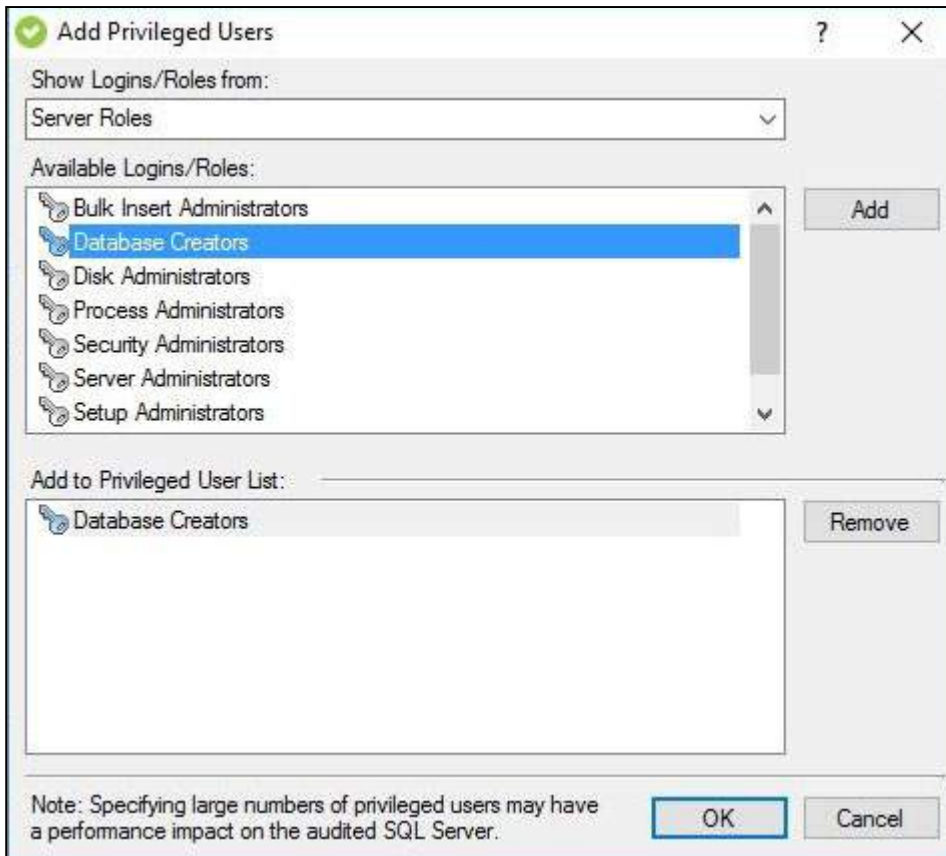 Add Privileged Users
?
Show Logins/Roles from:
Server Roles
Available Logins/Roles:
Bulk Insert Administrators
Add
Database Creators
Disk Administrators
Process Administrators
Security Administrators
Server Administrators
Setup Administrators
Add to Privileged User List:
Database Creators
Remove
Note: Specifying large numbers of privileged users may have
a performance impact on the audited SQL Server.
OK
Cancel